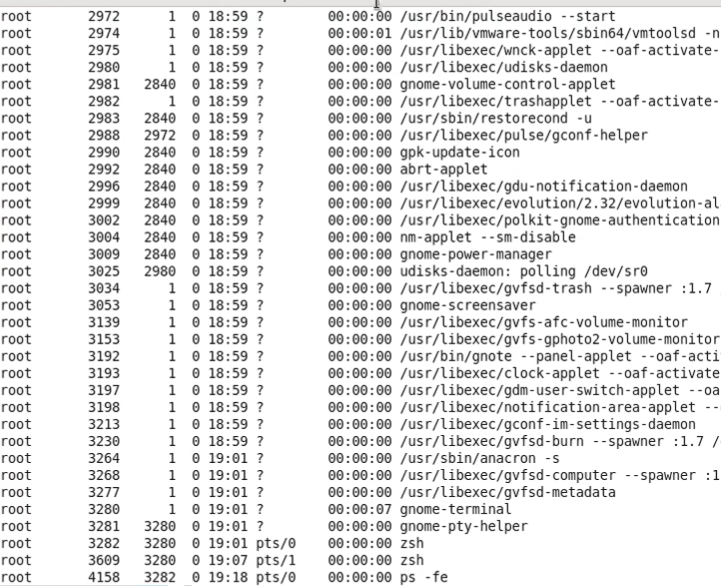 root 2972 1 0 18:59 ? 00:00:00 /usr/bin/pulseaudio --start
root 2974 1 0 18:59 ? 00:00:01 /usr/lib/vmware-tools/sbin64/vmtoolsd -n
root 2975 1 0 18:59 ? 00:00:00 /usr/libexec/wnck-applet --oaf-activate-
root 2980 1 0 18:59 ? 00:00:00 /usr/libexec/udisks-daemon
root 2981 2840 0 18:59 ? 00:00:00 gnome-volume-control-applet
root 2982 1 0 18:59 ? 00:00:00 /usr/libexec/trashapplet --oaf-activate-
root 2983 2840 0 18:59 ? 00:00:00 /usr/sbin/restorecond -u
root 2988 2972 0 18:59 ? 00:00:00 /usr/libexec/pulse/gconf-helper
root 2990 2840 0 18:59 ? 00:00:00 gpk-update-icon
root 2992 2840 0 18:59 ? 00:00:00 abrt-applet
root 2996 2840 0 18:59 ? 00:00:00 /usr/libexec/gdu-notification-daemon
root 2999 2840 0 18:59 ? 00:00:00 /usr/libexec/evolution/2.32/evolution-al
root 3002 2840 0 18:59 ? 00:00:00 /usr/libexec/polkit-gnome-authentication
root 3004 2840 0 18:59 ? 00:00:00 nm-applet --sm-disable
root 3009 2840 0 18:59 ? 00:00:00 gnome-power-manager
root 3025 2980 0 18:59 ? 00:00:00 udisks-daemon: polling /dev/sr0
root 3034 1 0 18:59 ? 00:00:00 /usr/libexec/gvfsd-trash --spawner :1.7 /
root 3053 1 0 18:59 ? 00:00:00 gnome-screensaver
root 3139 1 0 18:59 ? 00:00:00 /usr/libexec/gvfs-afc-volume-monitor
root 3153 1 0 18:59 ? 00:00:00 /usr/libexec/gvfs-gphoto2-volume-monitor
root 3192 1 0 18:59 ? 00:00:00 /usr/bin/gnote --panel-applet --oaf-acti
root 3193 1 0 18:59 ? 00:00:00 /usr/libexec/clock-applet --oaf-activate
root 3197 1 0 18:59 ? 00:00:00 /usr/libexec/gdm-user-switch-applet --oa
root 3198 1 0 18:59 ? 00:00:00 /usr/libexec/notification-area-applet --
root 3213 1 0 18:59 ? 00:00:00 /usr/libexec/gconf-im-settings-daemon
root 3230 1 0 18:59 ? 00:00:00 /usr/libexec/gvfsd-burn --spawner :1.7 /
root 3264 1 0 19:01 ? 00:00:00 /usr/sbin/anacron -s
root 3268 1 0 19:01 ? 00:00:00 /usr/libexec/gvfsd-computer --spawner :1
root 3277 1 0 19:01 ? 00:00:00 /usr/libexec/gvfsd-metadata
root 3280 1 0 19:01 ? 00:00:07 gnome-terminal
root 3281 3280 0 19:01 ? 00:00:00 gnome-pty-helper
root 3282 3280 0 19:01 pts/0 00:00:00 zsh
root 3609 3280 0 19:07 pts/1 00:00:00 zsh
root 4158 3282 0 19:18 pts/0 00:00:00 ps -fe